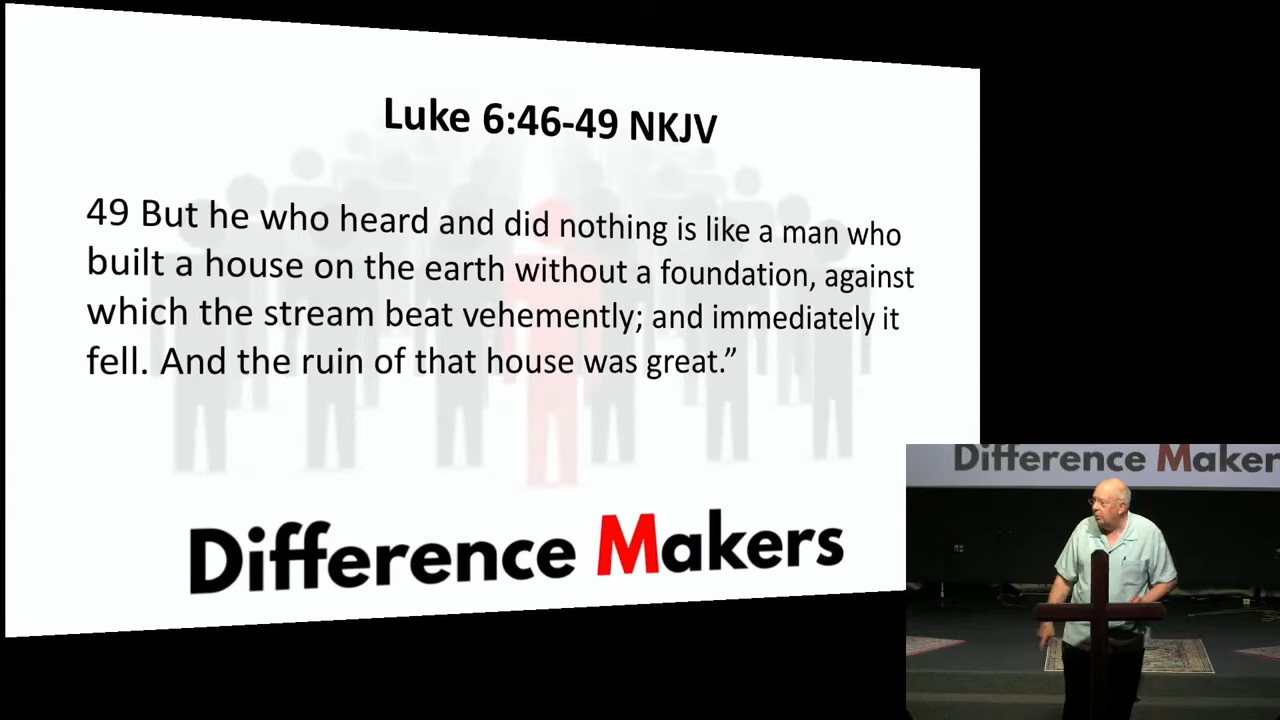 Luke 6:46-49 NKJV
49 But he who heard and did nothing is like a man who
built a house on the earth without a foundation, against
which the stream beat vehemently; and immediately it
fell. And the ruin of that house was great.”
Difference Makers
Difference Maker